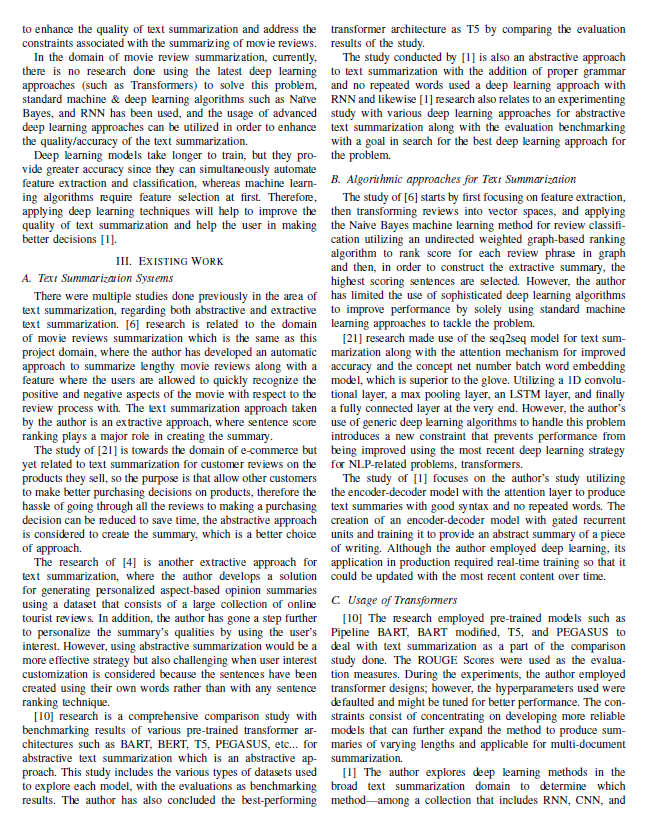 to enhance the quality of text summarization and address the
constraints associated with the summarizing of movie reviews.
In the domain of movie review summarization, currently,
there is no research done using the latest deep learning
approaches (such as Transformers) to solve this problem,
standard machine & deep learning algorithms such as Naïve
Bayes, and RNN has been used, and the usage of advanced
deep learning approaches can be utilized in order to enhance
the quality/accuracy of the text summarization.
Deep learning models take longer to train, but they pro-
vide greater accuracy since they can simultaneously automate
feature extraction and classification, whereas machine learn-
ing algorithms require feature selection at first. Therefore,
applying deep learning techniques will help to improve the
quality of text summarization and help the user in making
better decisions [1].
III. EXISTING WORK
A. Text Summarization Systems
There were multiple studies done previously in the area of
text summarization, regarding both abstractive and extractive
text summarization. [6] research is related to the domain
of movie reviews summarization which is the same as this
project domain, where the author has developed an automatic
approach to summarize lengthy movie reviews along with a
feature where the users are allowed to quickly recognize the
positive and negative aspects of the movie with respect to the
review process with. The text summarization approach taken
by the author is an extractive approach, where sentence score
ranking plays a major role in creating the summary.
The study of [21] is towards the domain of e-commerce but
yet related to text summarization for customer reviews on the
products they sell, so the purpose is that allow other customers
to make better purchasing decisions on products, therefore the
hassle of going through all the reviews to making a purchasing
decision can be reduced to save time, the abstractive approach
is considered to create the summary, which is a better choice
of approach.
The research of [4] is another extractive approach for
text summarization, where the author develops a solution
for generating personalized aspect-based opinion summaries
using a dataset that consists of a large collection of online
tourist reviews. In addition, the author has gone a step further
to personalize the summary's qualities by using the user's
interest. However, using abstractive summarization would be a
more effective strategy but also challenging when user interest
customization is considered because the sentences have been
created using their own words rather than with any sentence
ranking technique.
[10] research is a comprehensive comparison study with
benchmarking results of various pre-trained transformer ar-
chitectures such as BART, BERT, T5, PEGASUS, etc... for
abstractive text summarization which is an abstractive ap-
proach. This study includes the various types of datasets used
to explore each model, with the evaluations as benchmarking
results. The author has also concluded the best-performing
transformer architecture as T5 by comparing the evaluation
results of the study.
The study conducted by [1] is also an abstractive approach
to text summarization with the addition of proper grammar
and no repeated words used a deep learning approach with
RNN and likewise [1] research also relates to an experimenting
study with various deep learning approaches for abstractive
text summarization along with the evaluation benchmarking
with a goal in search for the best deep learning approach for
the problem.
B. Algorithmic approaches for Text Summarization
The study of [6] starts by first focusing on feature extraction,
then transforming reviews into vector spaces, and applying
the Naive Bayes machine learning method for review classifi-
cation utilizing an undirected weighted graph-based ranking
algorithm to rank score for each review phrase in graph
and then, in order to construct the extractive summary, the
highest scoring sentences are selected. However, the author
has limited the use of sophisticated deep learning algorithms
to improve performance by solely using standard machine
learning approaches to tackle the problem.
[21] research made use of the seq2seq model for text sum-
marization along with the attention mechanism for improved
accuracy and the concept net number batch word embedding
model, which is superior to the glove. Utilizing a 1D convolu-
tional layer, a max pooling layer, an LSTM layer, and finally
a fully connected layer at the very end. However, the author's
use of generic deep learning algorithms to handle this problem
introduces a new constraint that prevents performance from
being improved using the most recent deep learning strategy
for NLP-related problems, transformers.
The study of [1] focuses on the author's study utilizing
the encoder-decoder model with the attention layer to produce
text summaries with good syntax and no repeated words. The
creation of an encoder-decoder model with gated recurrent
units and training it to provide an abstract summary of a piece
of writing. Although the author employed deep learning, its
application in production required real-time training so that it
could be updated with the most recent content over time.
C. Usage of Transformers
[10] The research employed pre-trained models such as
Pipeline BART, BART modified, T5, and PEGASUS to
deal with text summarization as a part of the comparison
study done. The ROUGE Scores were used as the evalua-
tion measures. During the experiments, the author employed
transformer designs; however, the hyperparameters used were
defaulted and might be tuned for better performance. The con-
straints consist of concentrating on developing more reliable
models that can further expand the method to produce sum-
maries of varying lengths and applicable for multi-document
summarization.
[1] The author explores deep learning methods in the
broad text summarization domain to determine which
method—among a collection that includes RNN, CNN, and